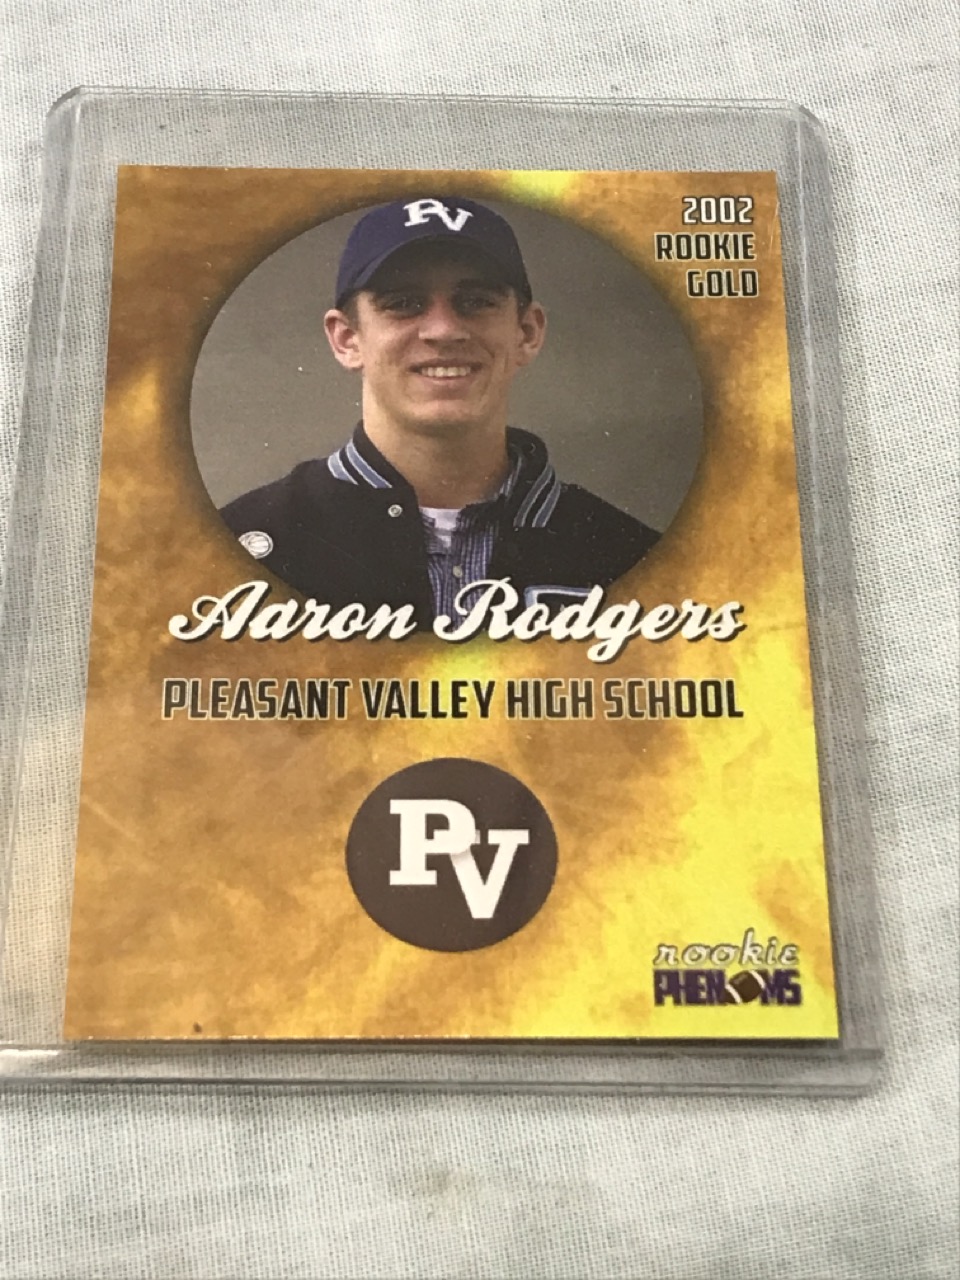 PV
2002
ROOKIE
GOLD
Aaron Rodgers
PLEASANT VALLEY HIGH SCHOOL
PV
rookie
PHENOMS